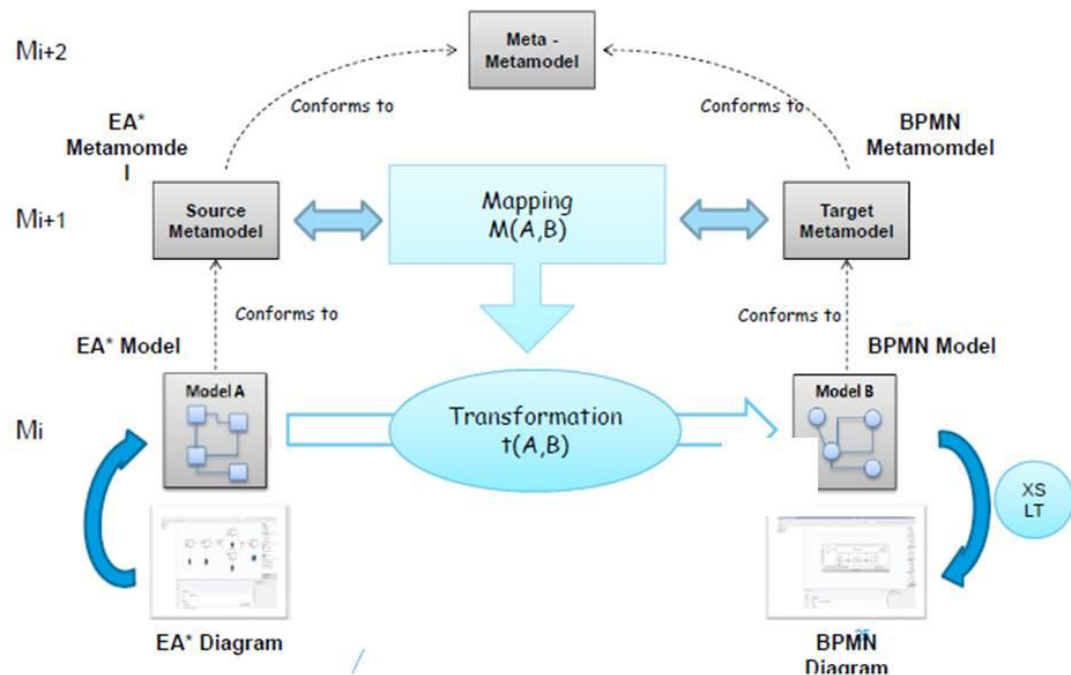 Mi+2
Meta -
Metamodel
Conforms to
Conforms to
EA*
Metamomde
l
BPMN
Metamomdel
Mi+1
Source
Metamodel
Mapping
M(A,B)
Target
Metamodel
Conforms to
Conforms to
EA* Model
BPMN Model
Mi
Model A
Transformation
t(A,B)
Model B
XS
LT
EA* Diagram
BPMN
Diagram